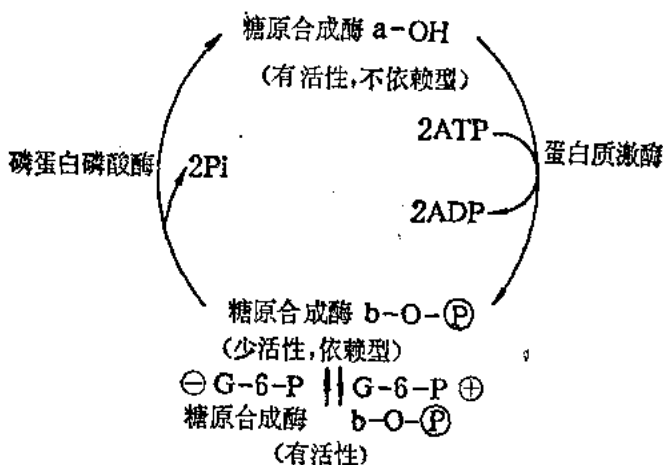 糖原合成酶 a-OH
(有活性,不依赖型)
2ATP
磷蛋白磷酸酶
2Pi
蛋白质激酶
2ADP
糖原合成酶 b-O-Ⓟ
(少活性,依赖型)
⊖ G-6-P ⇃⇂ G-6-P ⊕
糖原合成酶 b-O-Ⓟ
(有活性)